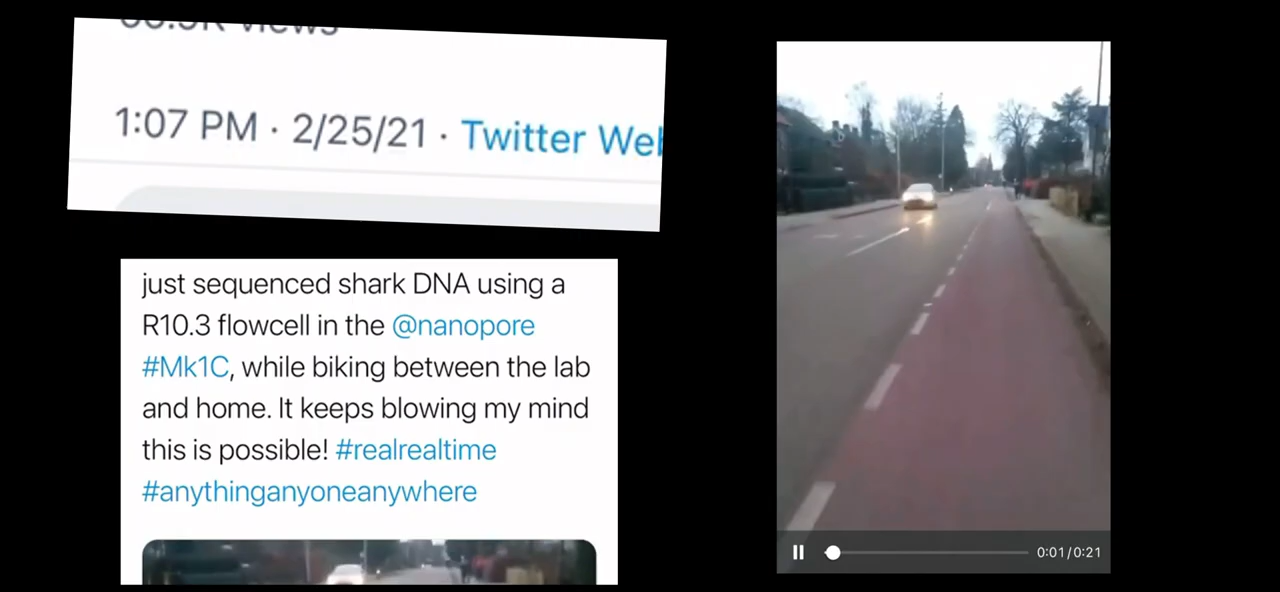 views
1:07 PM · 2/25/21 · Twitter
just sequenced shark DNA using a
R10.3 flowcell in the @nanopore
#Mk1C, while biking between the lab
and home. It keeps blowing my mind
this is possible! #realrealtime
#anythinganyoneanywhere
0:01/0:21